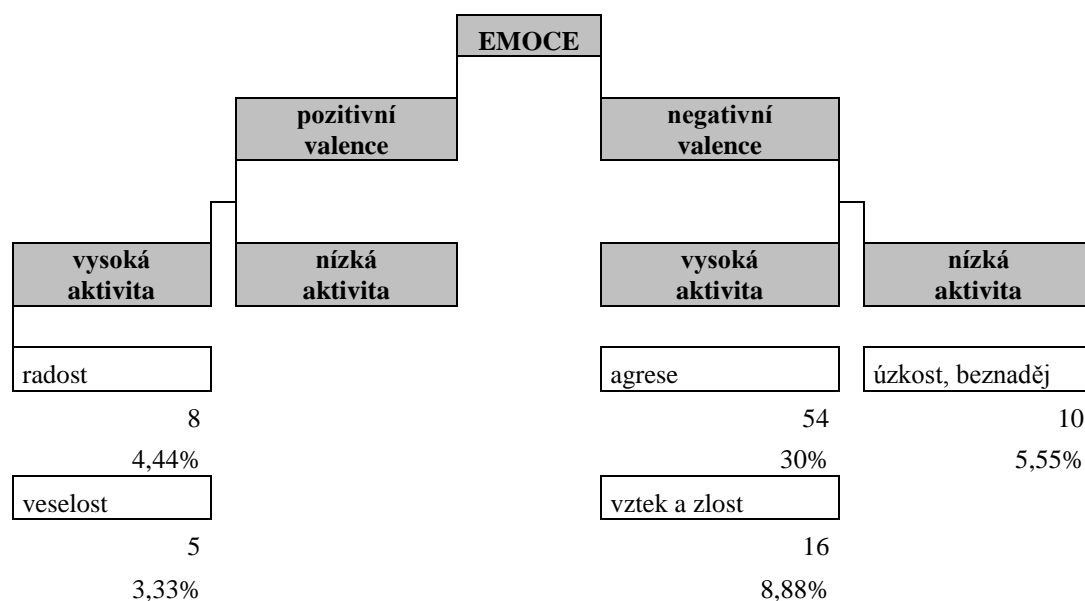 EMOCE
pozitivní
valence
negativní
valence
vysoká
aktivita
nízká
aktivita
vysoká
aktivita
nízká
aktivita
radost
agrese
úzkost, beznaděj
8
54
10
4,44%
30%
5,55%
veselost
vztek a zlost
5
16
3,33%
8,88%